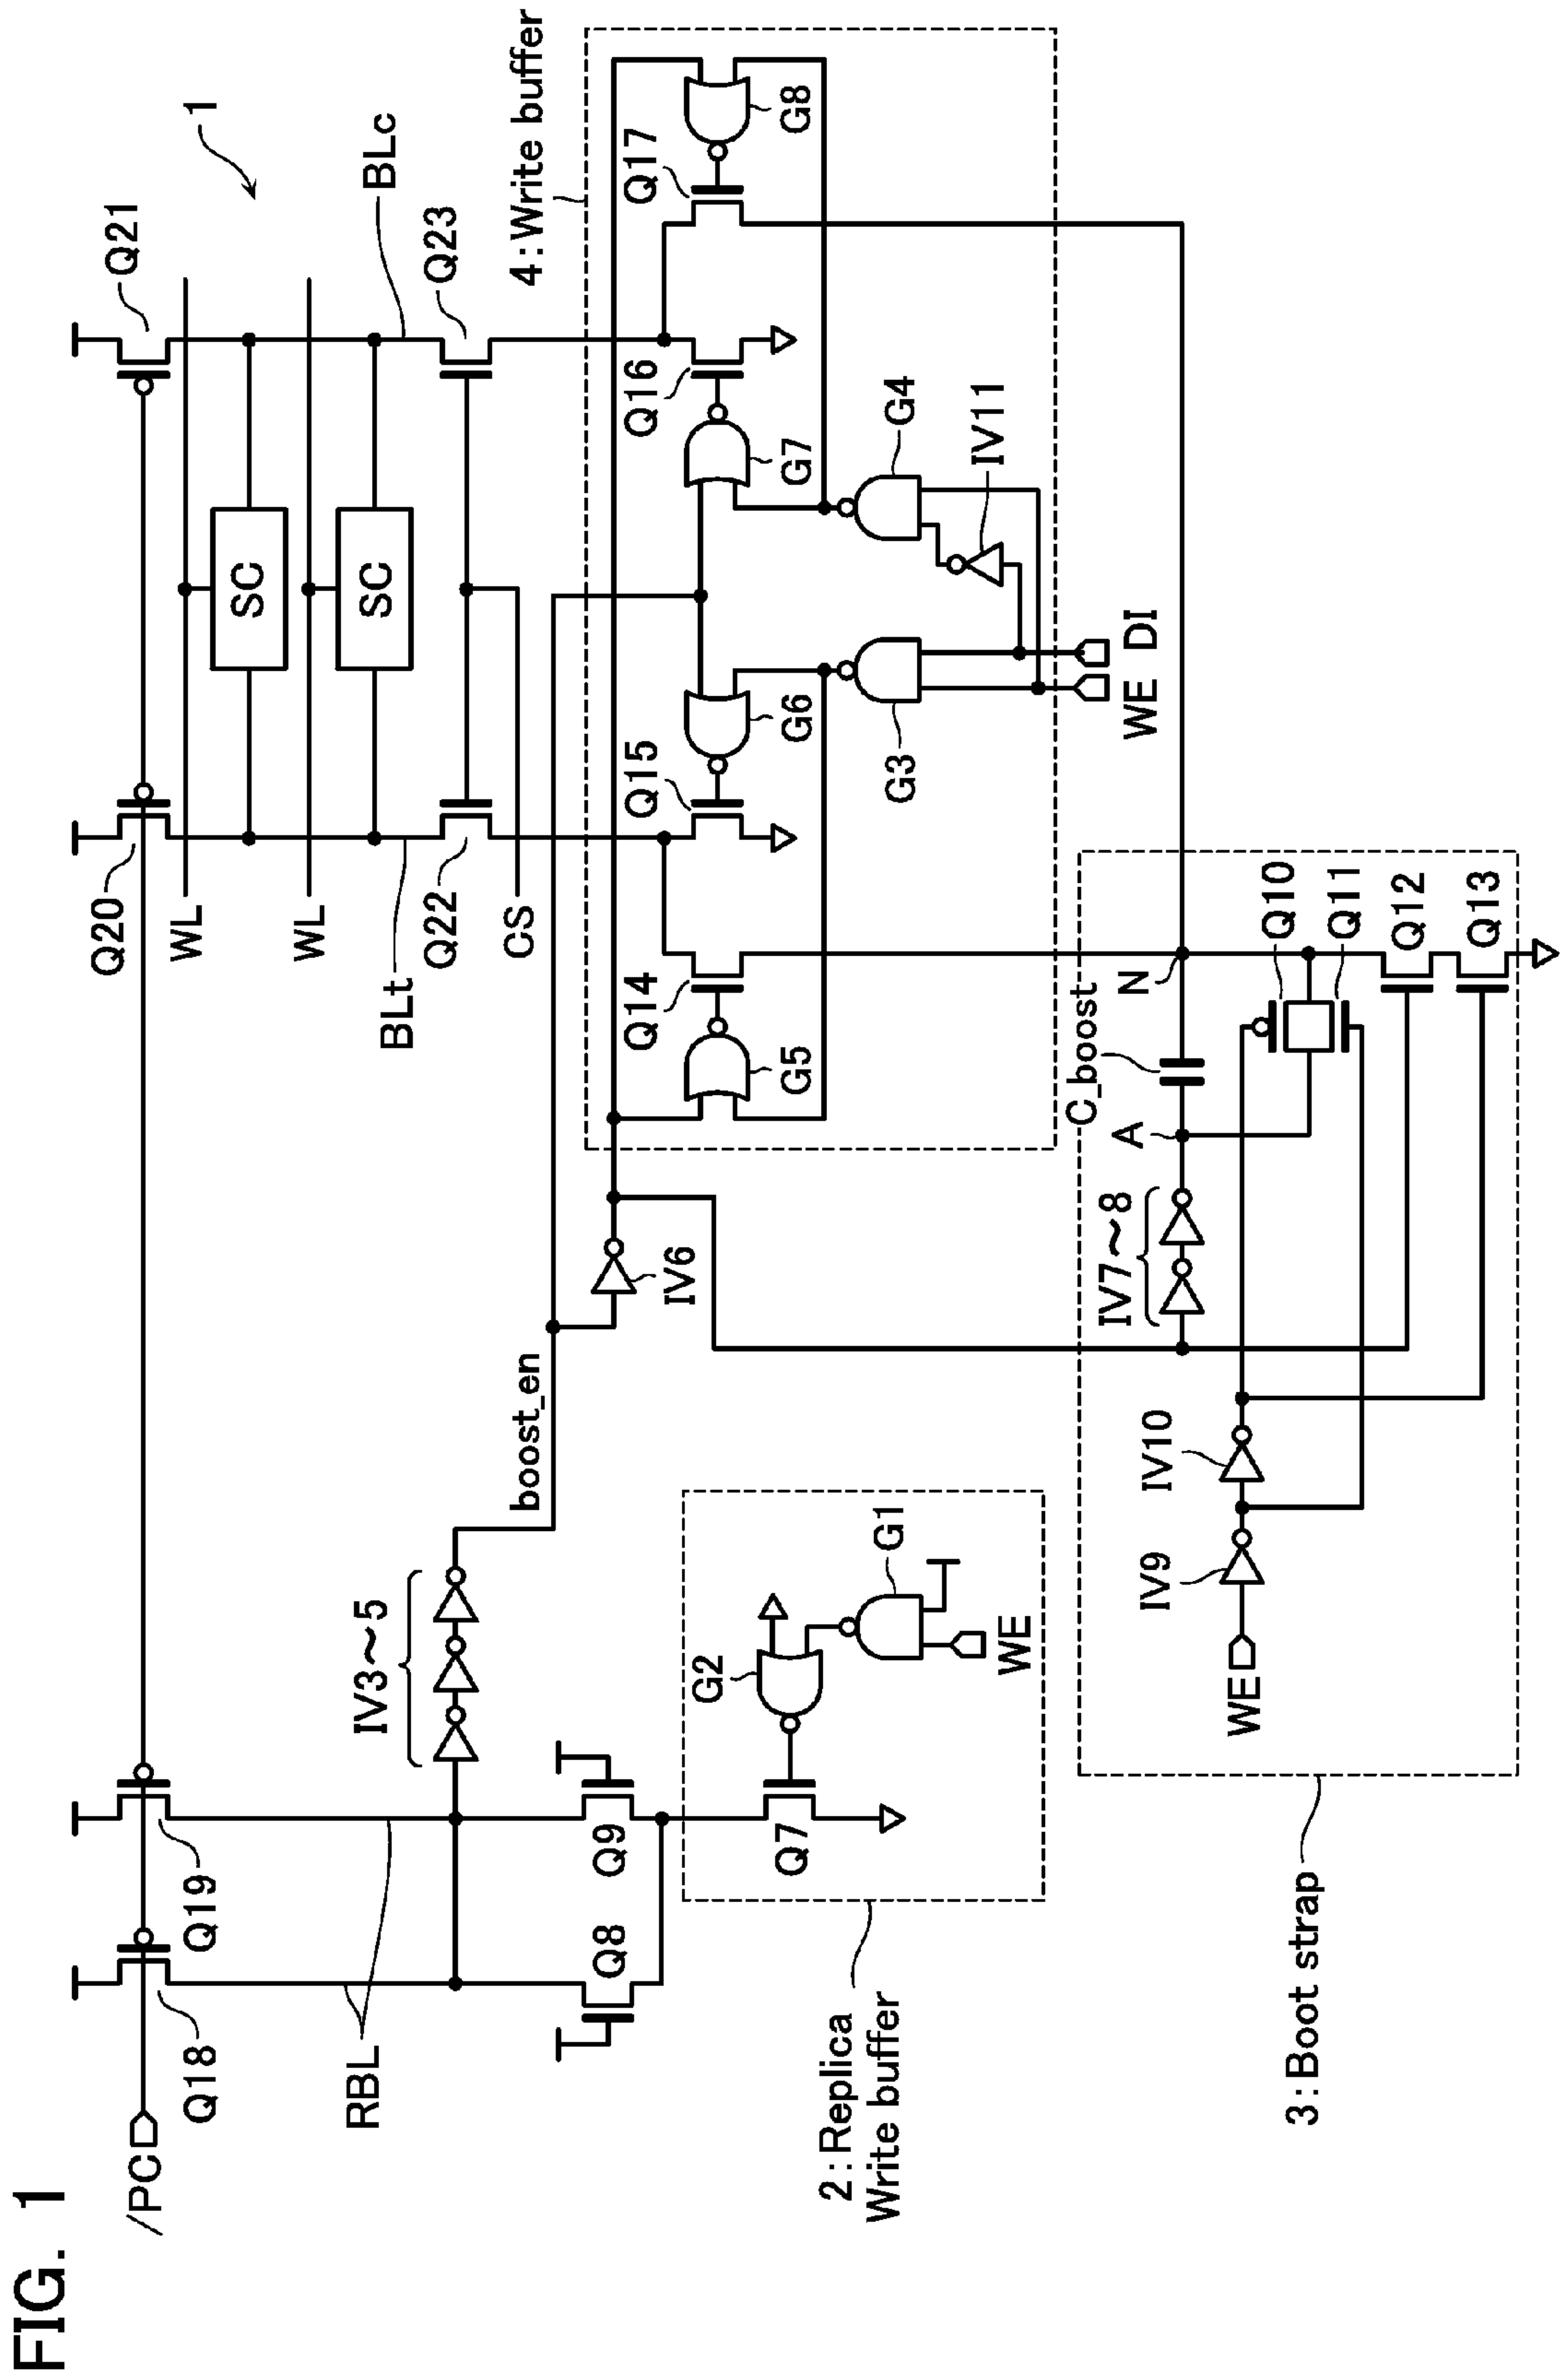 FIG. 1
/PC
Q18
Q19
Q20
Q21
1
WL
WL
SC
SC
RBL
BLt
BLc
IV3~5
Q22
Q23
CS
boost_en
Q8
Q9
4:Write buffer
IV6
Q14
Q15
Q16
Q17
G5
G6
G7
G8
G2
G1
Q7
WE
2:Replica
Write buffer
G3
G4
IV11
WE
DI
C_boost
N
A
IV7~8
IV9
IV10
WE
Q10
Q11
Q12
Q13
3:Boot strap